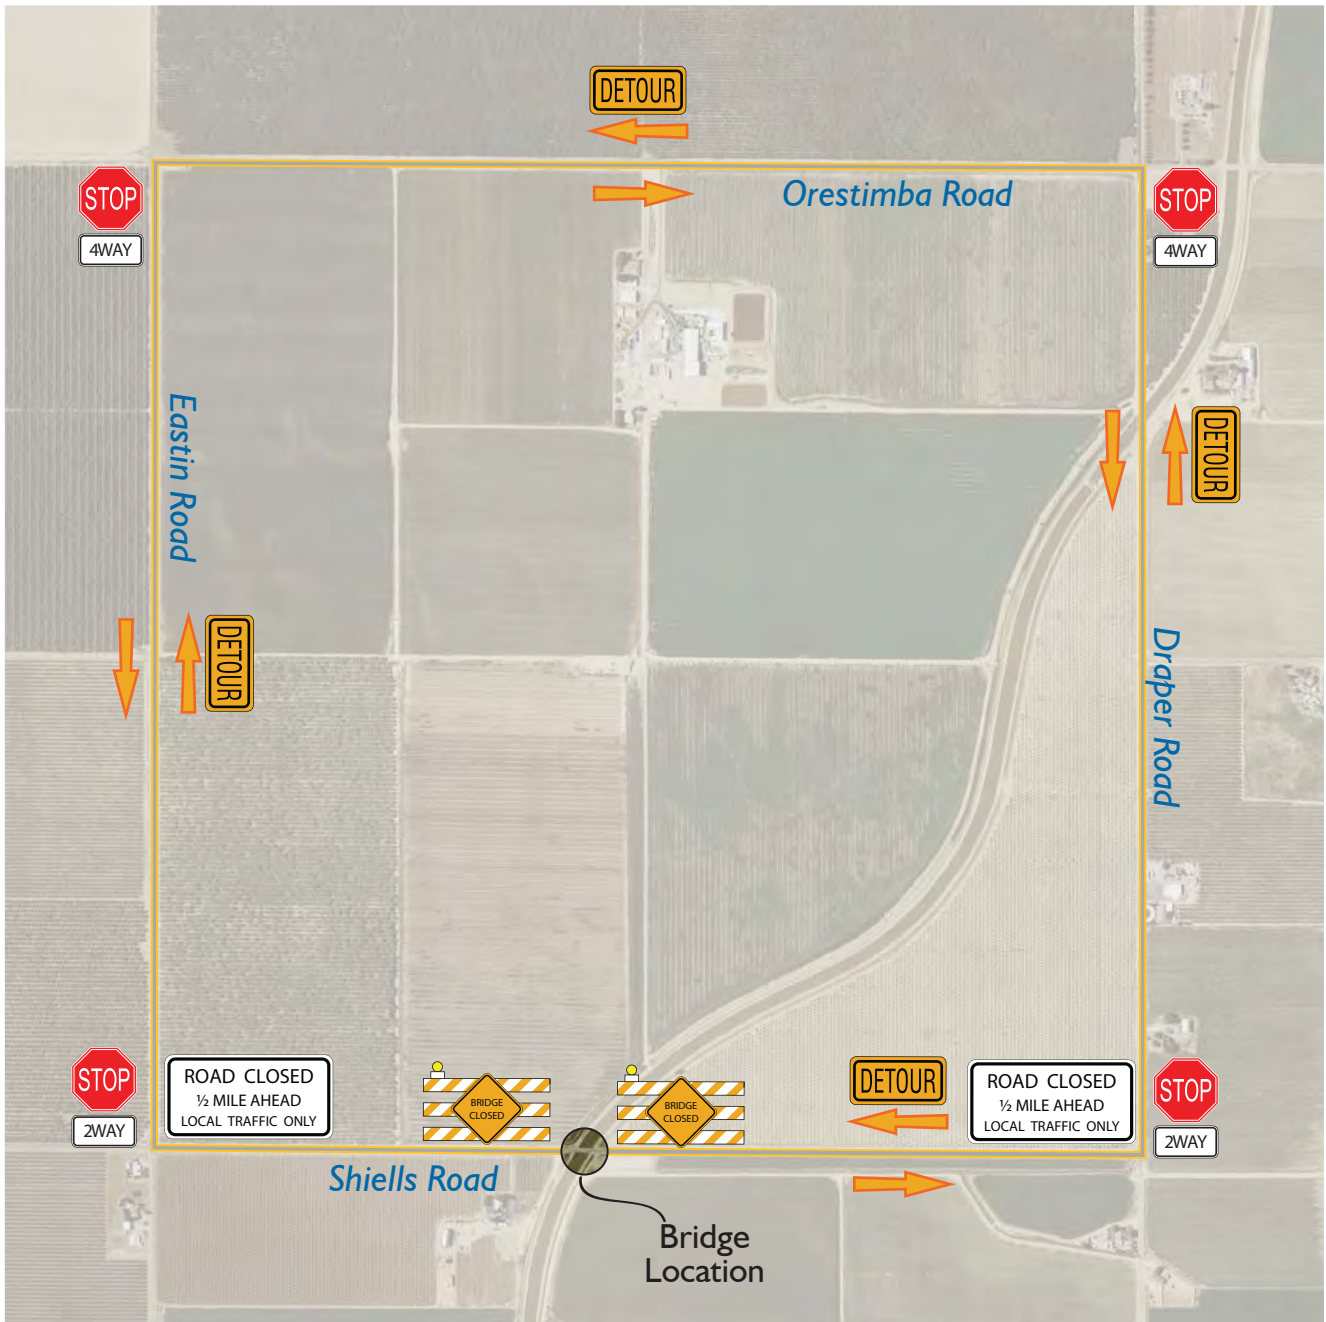 DETOUR
Orestimba Road
STOP
4WAY
STOP
4WAY
Eastin Road
DETOUR
DETOUR
Draper Road
STOP
2WAY
ROAD CLOSED
½ MILE AHEAD
LOCAL TRAFFIC ONLY
BRIDGE
CLOSED
BRIDGE
CLOSED
DETOUR
ROAD CLOSED
½ MILE AHEAD
LOCAL TRAFFIC ONLY
STOP
2WAY
Shiells Road
Bridge
Location